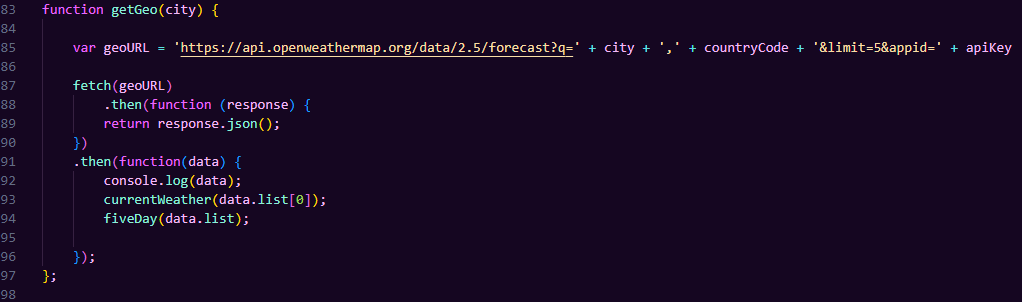 83 function getGeo(city) {
84
85 var geoURL = 'https://api.openweathermap.org/data/2.5/forecast?q=' + city + ',' + countryCode + '&limit=5&appid=' + apiKey
86
87 fetch(geoURL)
88 .then(function (response) {
89 return response.json();
90 })
91 .then(function(data) {
92 console.log(data);
93 currentWeather(data.list[0]);
94 fiveDay(data.list);
95
96 });
97 };
98